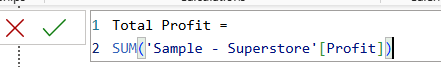 1 Total Profit =
2 SUM('Sample - Superstore'[Profit])